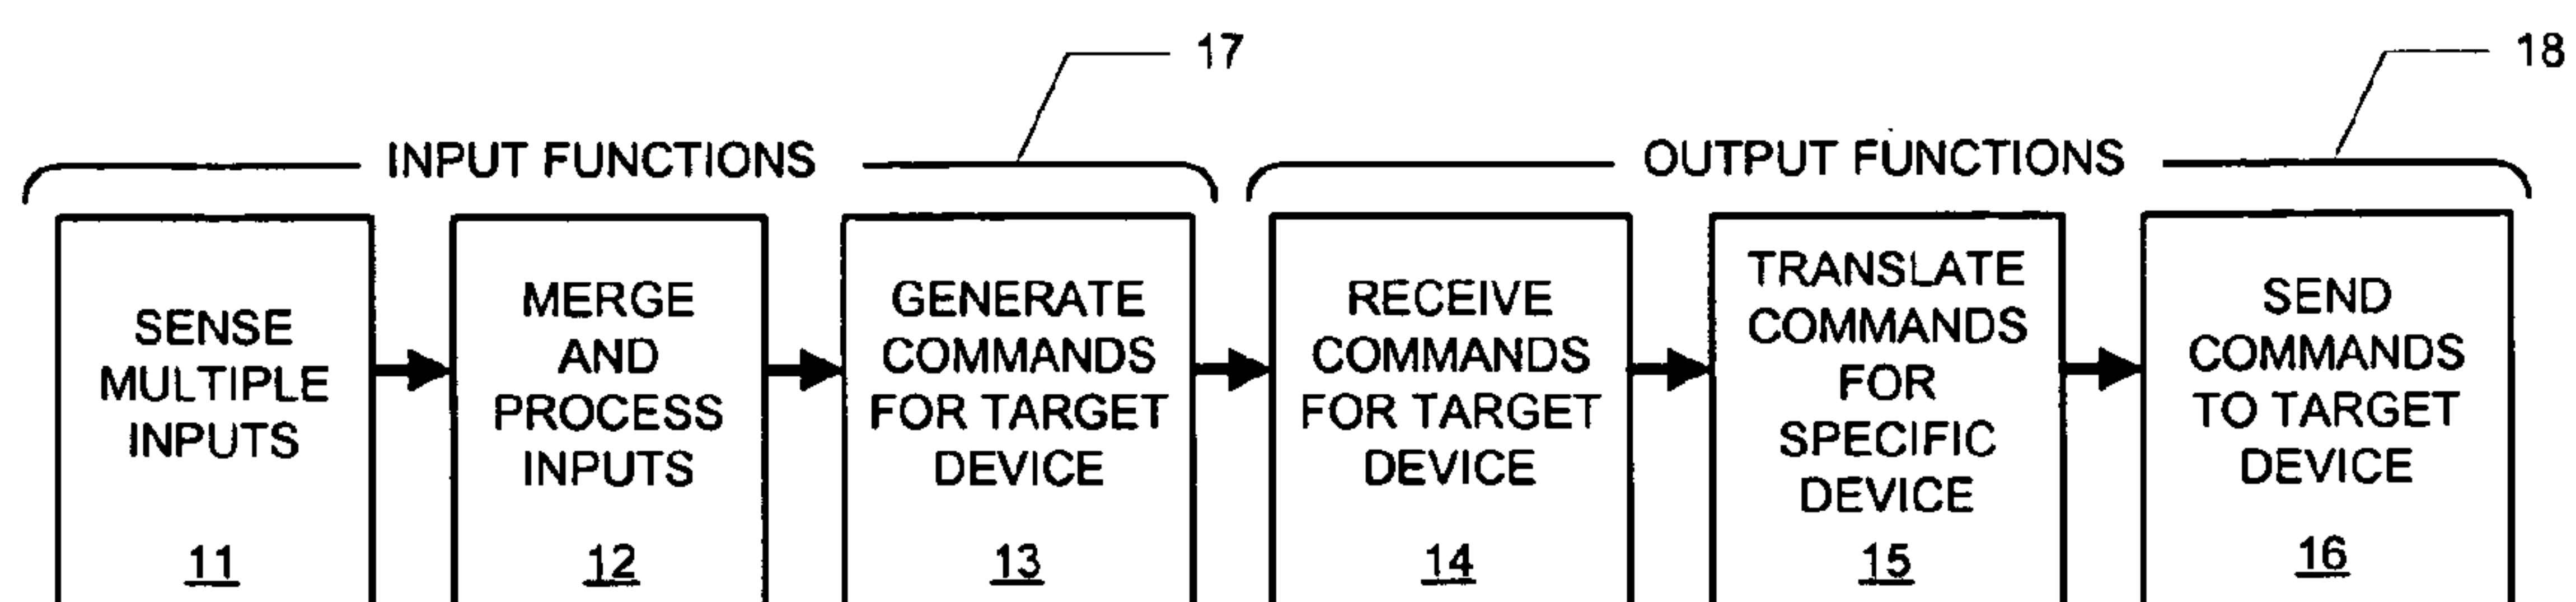 17
18
INPUT FUNCTIONS
OUTPUT FUNCTIONS
SENSE
MULTIPLE
INPUTS
11
MERGE
AND
PROCESS
INPUTS
12
GENERATE
COMMANDS
FOR TARGET
DEVICE
13
RECEIVE
COMMANDS
FOR TARGET
DEVICE
14
TRANSLATE
COMMANDS
FOR
SPECIFIC
DEVICE
15
SEND
COMMANDS
TO TARGET
DEVICE
16